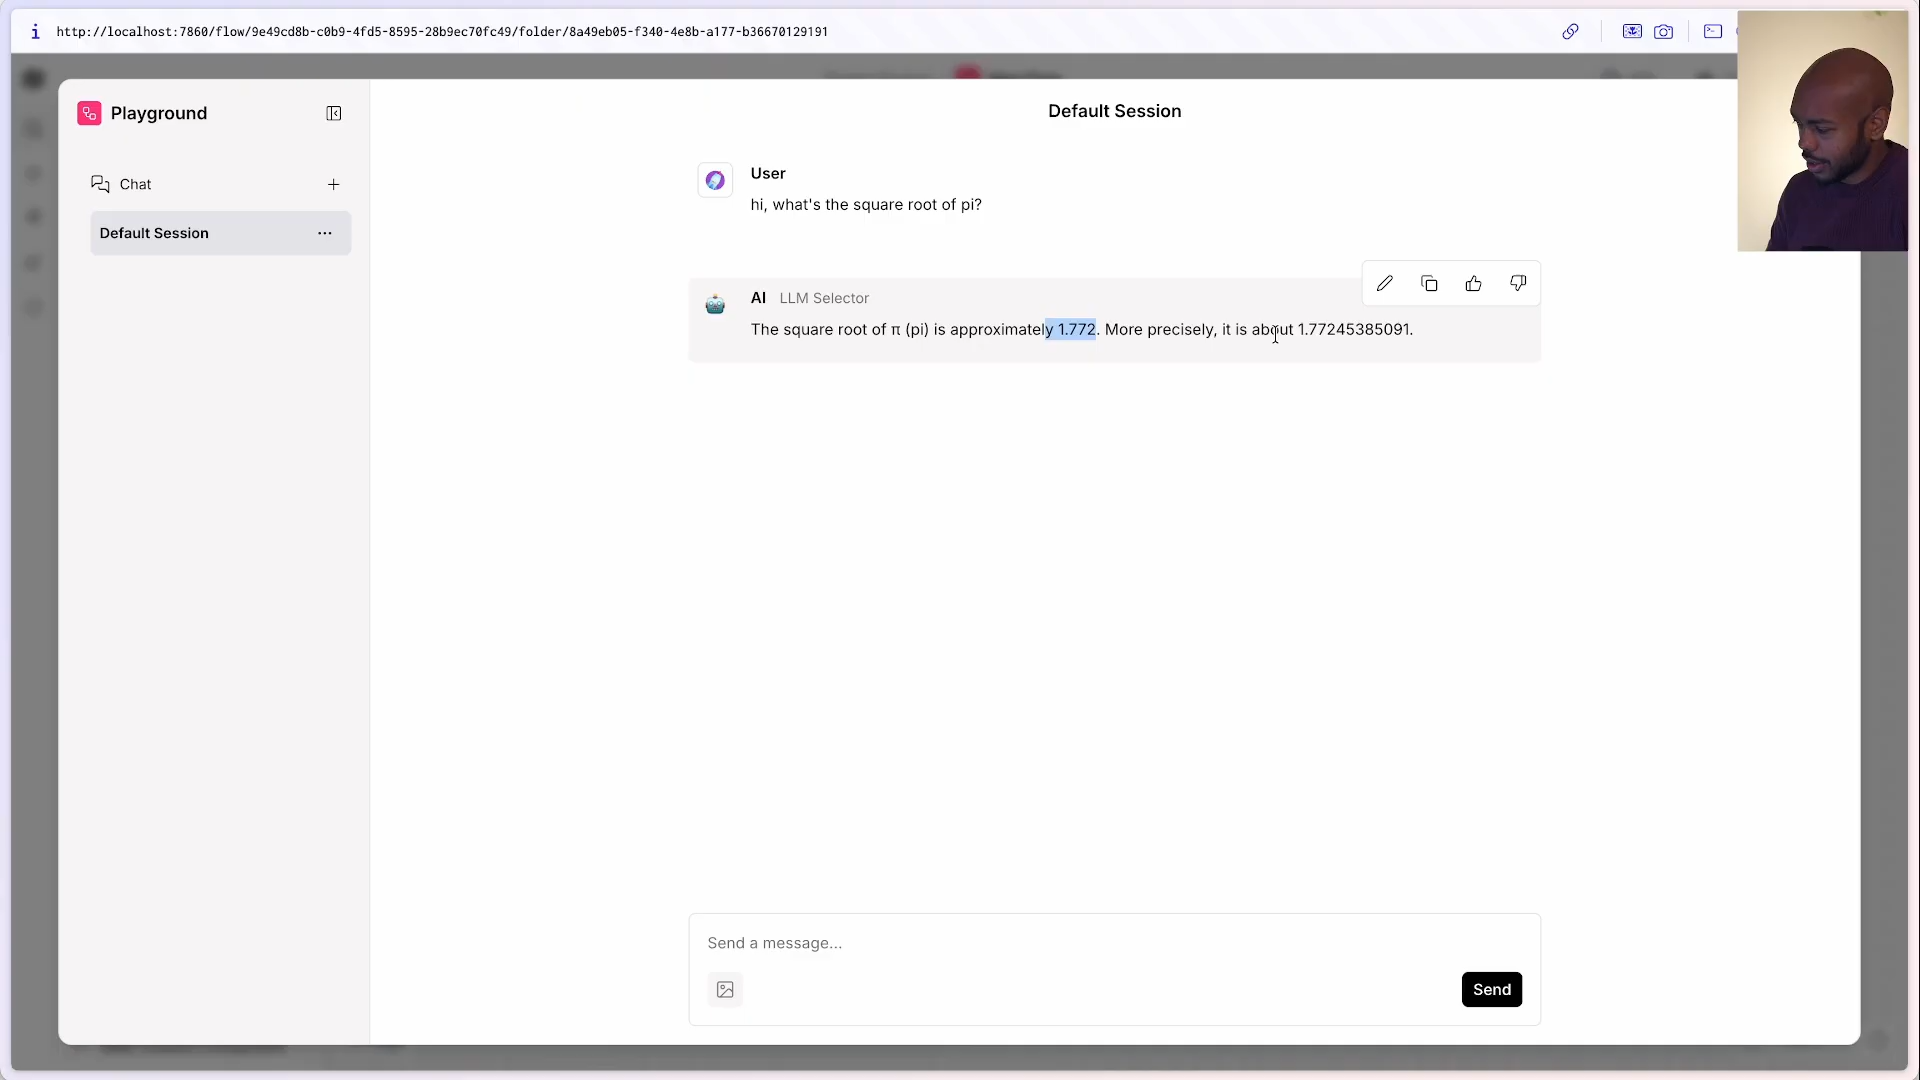 http://localhost:7860/flow/9e49cd8b-c0b9-4fd5-8595-28b9ec70fc49/folder/8a49eb05-f340-4e8b-a177-b36670129191
Playground
Default Session
Chat
Default Session
User
hi, what's the square root of pi?
AI LLM Selector
The square root of π (pi) is approximately 1.772. More precisely, it is about 1.77245385091.
Send a message...
Send